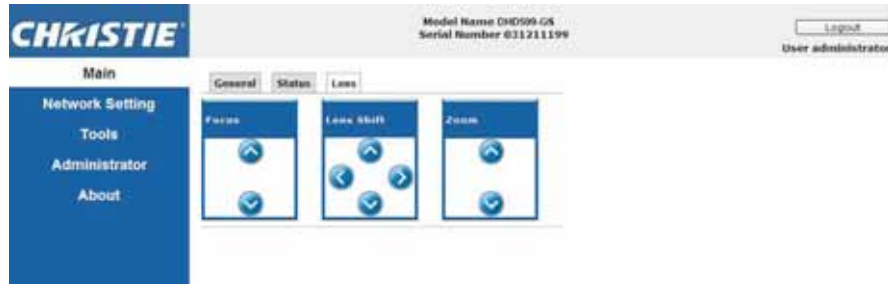 CHRISTIE
Model Name DHD599-GS
Serial Number 031211199
Logout
User administrator
Main
Network Setting
Tools
Administrator
About
General Status Lens
Focus
Lens Shift
Zoom